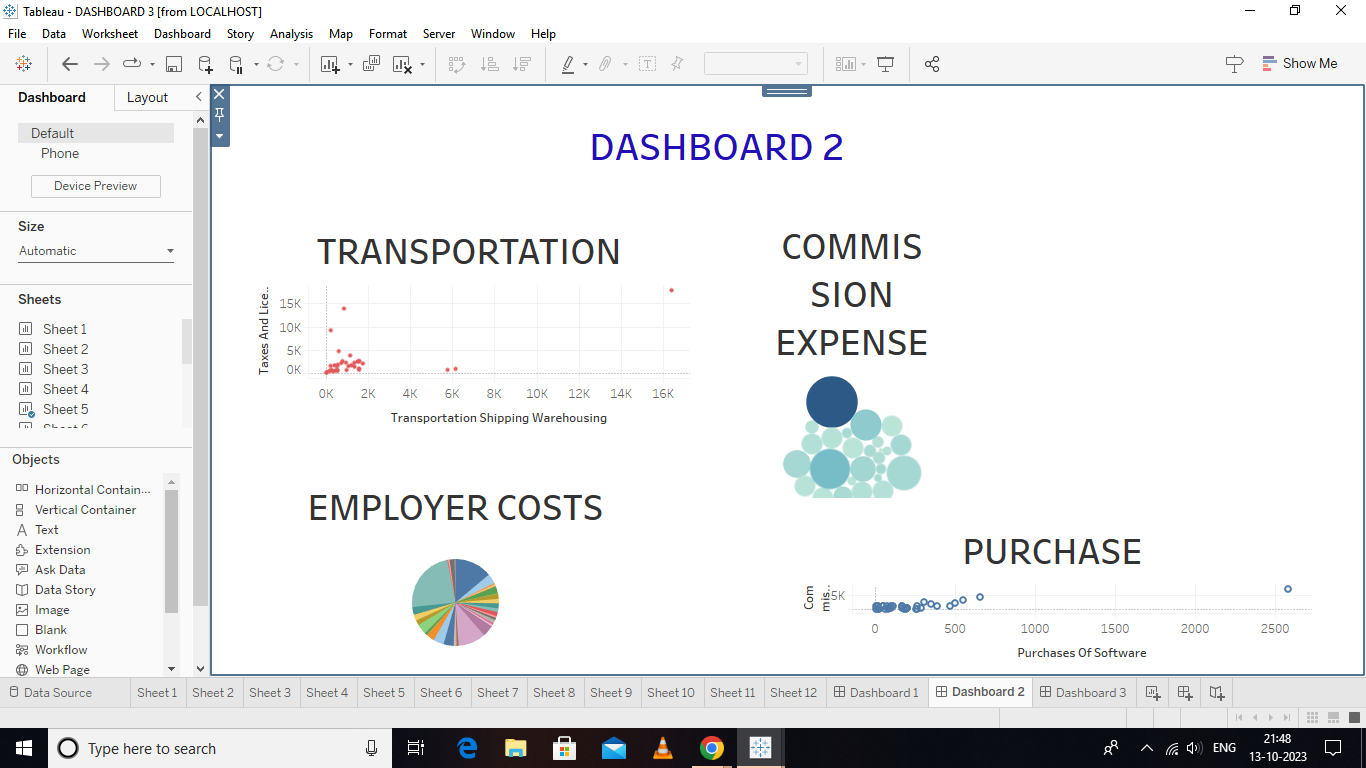 Tableau - DASHBOARD 3 [from LOCALHOST]
File Data Worksheet Dashboard Story Analysis Map Format Server Window Help
Show Me
Dashboard Layout
Default
Phone
Device Preview
Size
Automatic
Sheets
Sheet 1
Sheet 2
Sheet 3
Sheet 4
Sheet 5
Objects
Horizontal Contain...
Vertical Container
Text
Extension
Ask Data
Data Story
Image
Blank
Workflow
Web Page
DASHBOARD 2
TRANSPORTATION
Taxes And Lice..
15K
10K
5K
0K
0K 2K 4K 6K 8K 10K 12K 14K 16K
Transportation Shipping Warehousing
COMMIS
SION
EXPENSE
EMPLOYER COSTS
PURCHASE
Com
mis..
5K
0 500 1000 1500 2000 2500
Purchases Of Software
Data Source Sheet 1 Sheet 2 Sheet 3 Sheet 4 Sheet 5 Sheet 6 Sheet 7 Sheet 8 Sheet 9 Sheet 10 Sheet 11 Sheet 12 Dashboard 1 Dashboard 2 Dashboard 3
Type here to search
ENG
21:48
13-10-2023